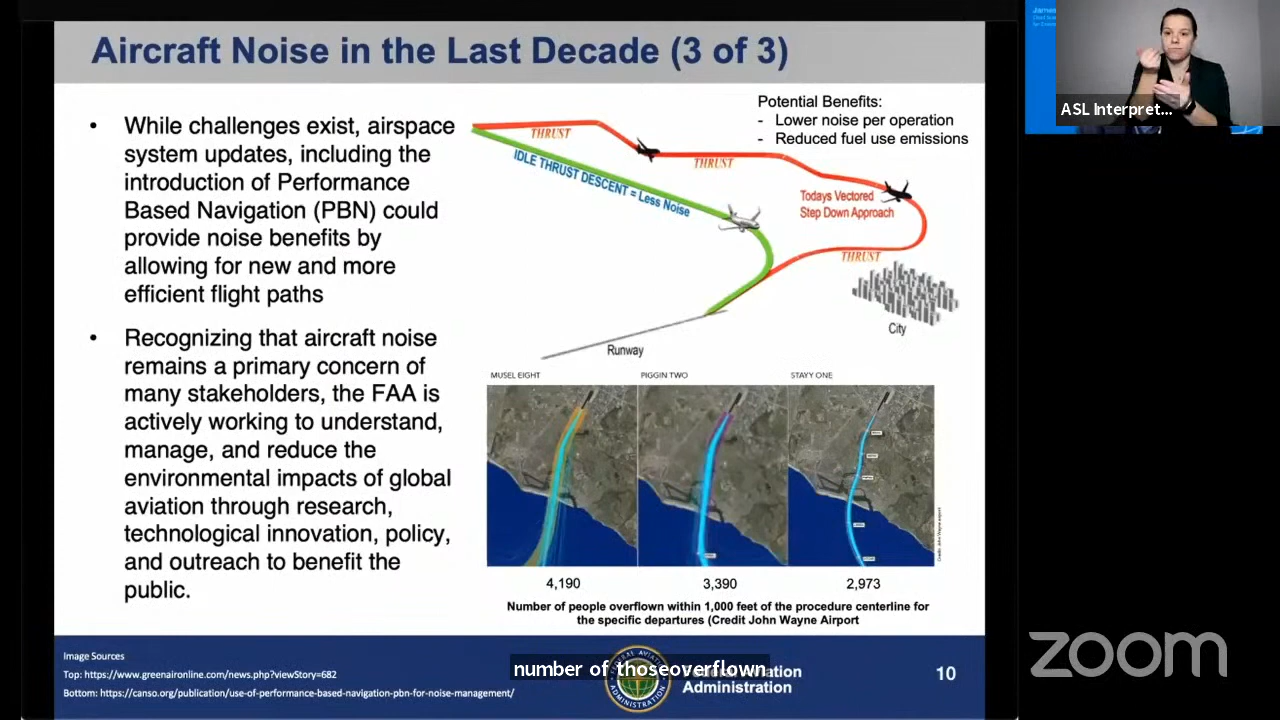 Aircraft Noise in the Last Decade (3 of 3)
• While challenges exist, airspace
system updates, including the
introduction of Performance
Based Navigation (PBN) could
provide noise benefits by
allowing for new and more
efficient flight paths
• Recognizing that aircraft noise
remains a primary concern of
many stakeholders, the FAA is
actively working to understand,
manage, and reduce the
environmental impacts of global
aviation through research,
technological innovation, policy,
and outreach to benefit the
public.
Potential Benefits:
- Lower noise per operation
- Reduced fuel use emissions
THRUST
THRUST
IDLE THRUST DESCENT = Less Noise
Todays Vectored
Step Down Approach
THRUST
City
Runway
MUSEL EIGHT
PIGGIN TWO
STAYY ONE
Credit: John Wayne airport
4,190
3,390
2,973
Number of people overflown within 1,000 feet of the procedure centerline for
the specific departures (Credit John Wayne Airport
Image Sources
Top: https://www.greenaironline.com/news.php?viewStory=682
Bottom: https://canso.org/publication/use-of-performance-based-navigation-pbn-for-noise-management/
number of thoseoverflown
Administration
10
James
ASL Interpret...
zoom